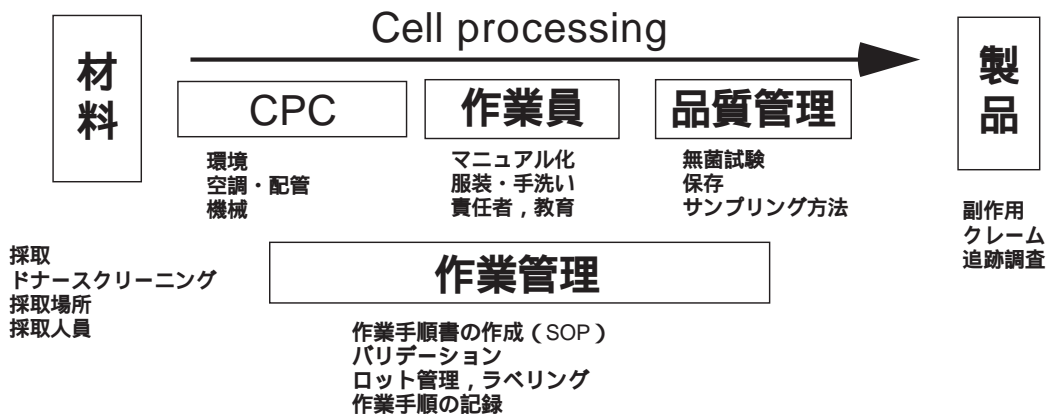 Cell processing
材料
CPC
環境
空調・配管
機械
作業員
マニュアル化
服装・手洗い
責任者，教育
品質管理
無菌試験
保存
サンプリング方法
製品
副作用
クレーム
追跡調査
採取
ドナースクリーニング
採取場所
採取人員
作業管理
作業手順書の作成（SOP）
バリデーション
ロット管理，ラベリング
作業手順の記録